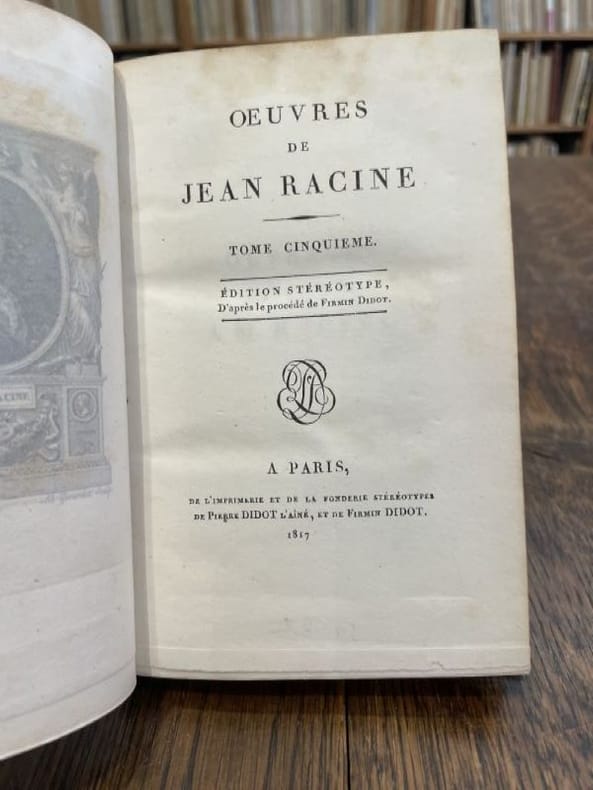 OEUVRES
DE
JEAN RACINE
TOME CINQUIEME.
ÉDITION STÉRÉOTYPE,
D'après le procédé de FIRMIN DIDOT.
A PARIS,
DE L'IMPRIMERIE ET DE LA FONDERIE STÉRÉOTYPES
DE PIERRE DIDOT L'AÎNÉ, ET DE FIRMIN DIDOT.
1817